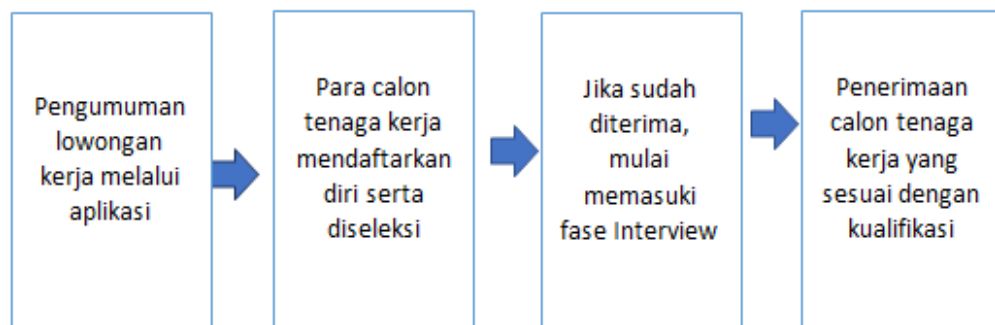 Pengumuman
lowongan
kerja melalui
aplikasi
Para calon
tenaga kerja
mendaftarkan
diri serta
diseleksi
Jika sudah
diterima,
mulai
memasuki
fase Interview
Penerimaan
calon tenaga
kerja yang
sesuai dengan
kualifikasi